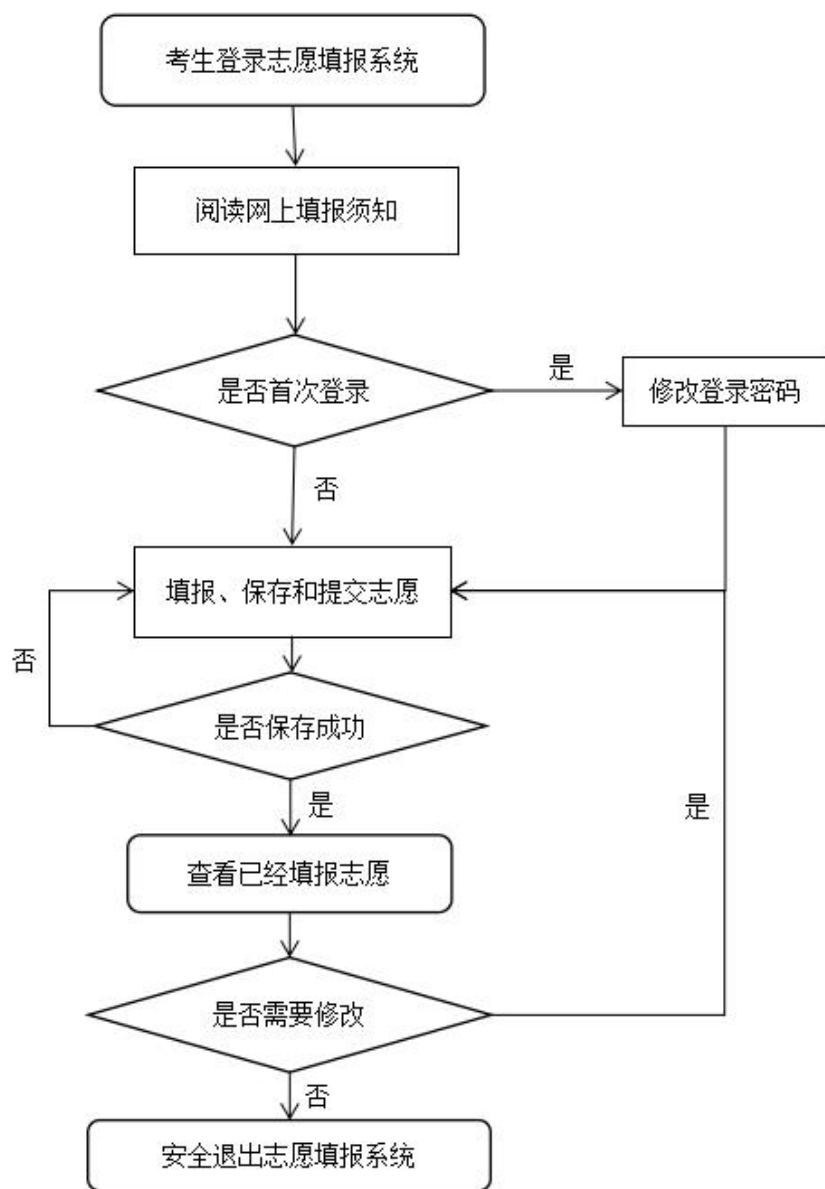 考生登录志愿填报系统
阅读网上填报须知
是否首次登录
是
修改登录密码
否
填报、保存和提交志愿
否
是否保存成功
是
是
查看已经填报志愿
是否需要修改
否
安全退出志愿填报系统